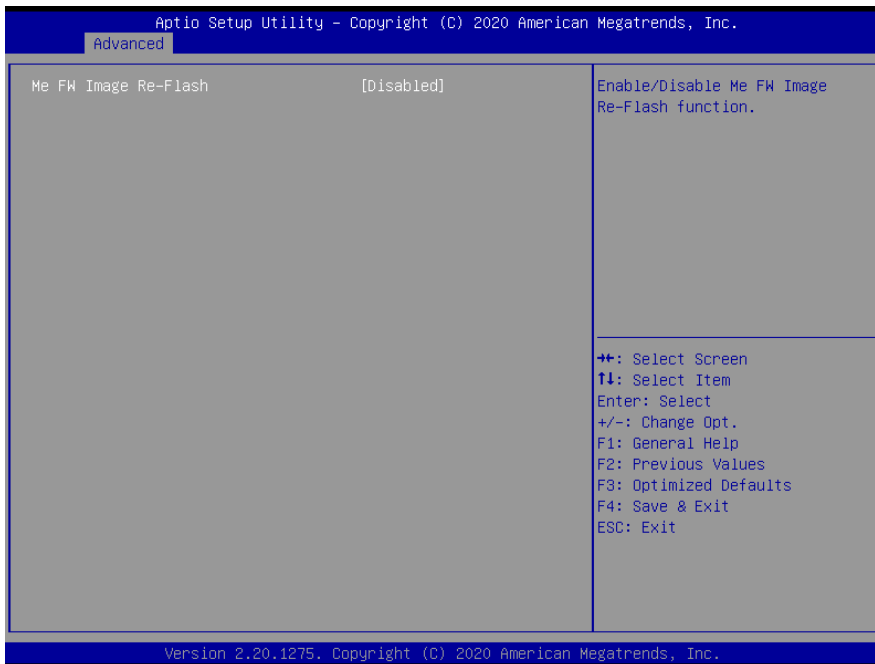 Aptio Setup Utility – Copyright (C) 2020 American Megatrends, Inc.
Advanced
Me FW Image Re-Flash [Disabled]
Enable/Disable Me FW Image
Re-Flash function.
→←: Select Screen
↑↓: Select Item
Enter: Select
+/-: Change Opt.
F1: General Help
F2: Previous Values
F3: Optimized Defaults
F4: Save & Exit
ESC: Exit
Version 2.20.1275. Copyright (C) 2020 American Megatrends, Inc.